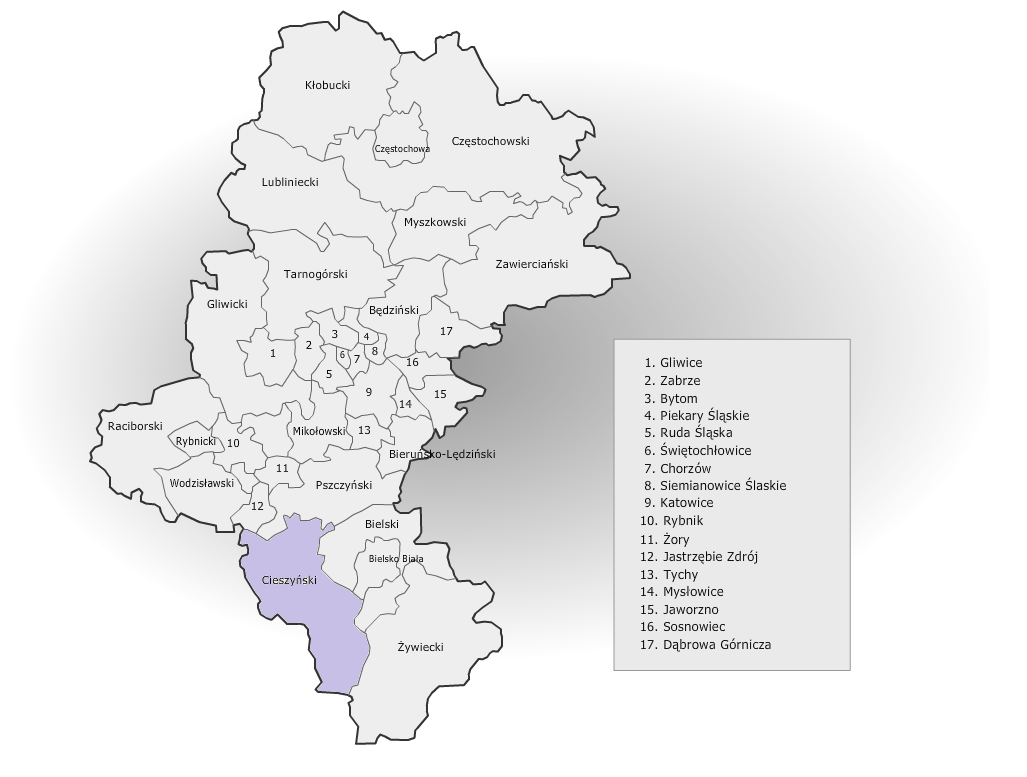 Kłobucki
Częstochowa
Częstochowski
Lubliniecki
Myszkowski
Zawierciański
Tarnogórski
Gliwicki
Będziński
17
3
4
2
1
6
7
8
5
16
9
15
14
Raciborski
Rybnicki
10
Mikołowski
13
Bieruńsko-Lędziński
11
Wodzisławski
Pszczyński
12
Bielski
Bielsko Biała
Cieszyński
Żywiecki
1. Gliwice
2. Zabrze
3. Bytom
4. Piekary Śląskie
5. Ruda Śląska
6. Świętochłowice
7. Chorzów
8. Siemianowice Ślaskie
9. Katowice
10. Rybnik
11. Żory
12. Jastrzębie Zdrój
13. Tychy
14. Mysłowice
15. Jaworzno
16. Sosnowiec
17. Dąbrowa Górnicza